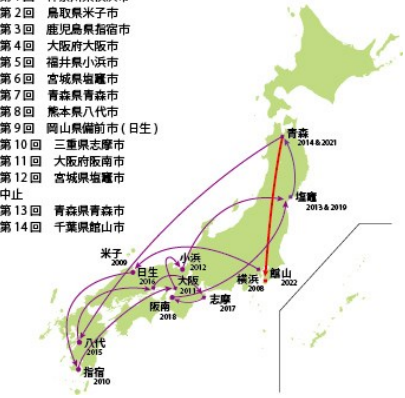 第2回 鳥取県米子市
第3回 鹿児島県指宿市
第4回 大阪府大阪市
第5回 福井県小浜市
第6回 宮城県塩竈市
第7回 青森県青森市
第8回 熊本県八代市
第9回 岡山県備前市(日生)
第10回 三重県志摩市
第11回 大阪府阪南市
第12回 宮城県塩竈市
中止
第13回 青森県青森市
第14回 千葉県館山市
青森
2014&2021
塩竈
2013&2019
米子
2009
小浜
2012
日生
2016
大阪
2011
横浜
2008
館山
2022
阪南
2018
志摩
2017
八代
2015
指宿
2010